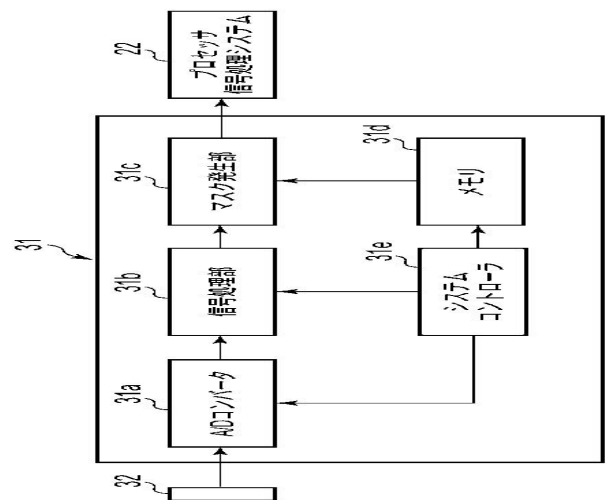 31
32
31a
A/Dコンバータ
31b
信号処理部
31c
マスク発生部
22
プロセッサ
信号処理システム
31e
システム
コントローラ
31d
メモリ